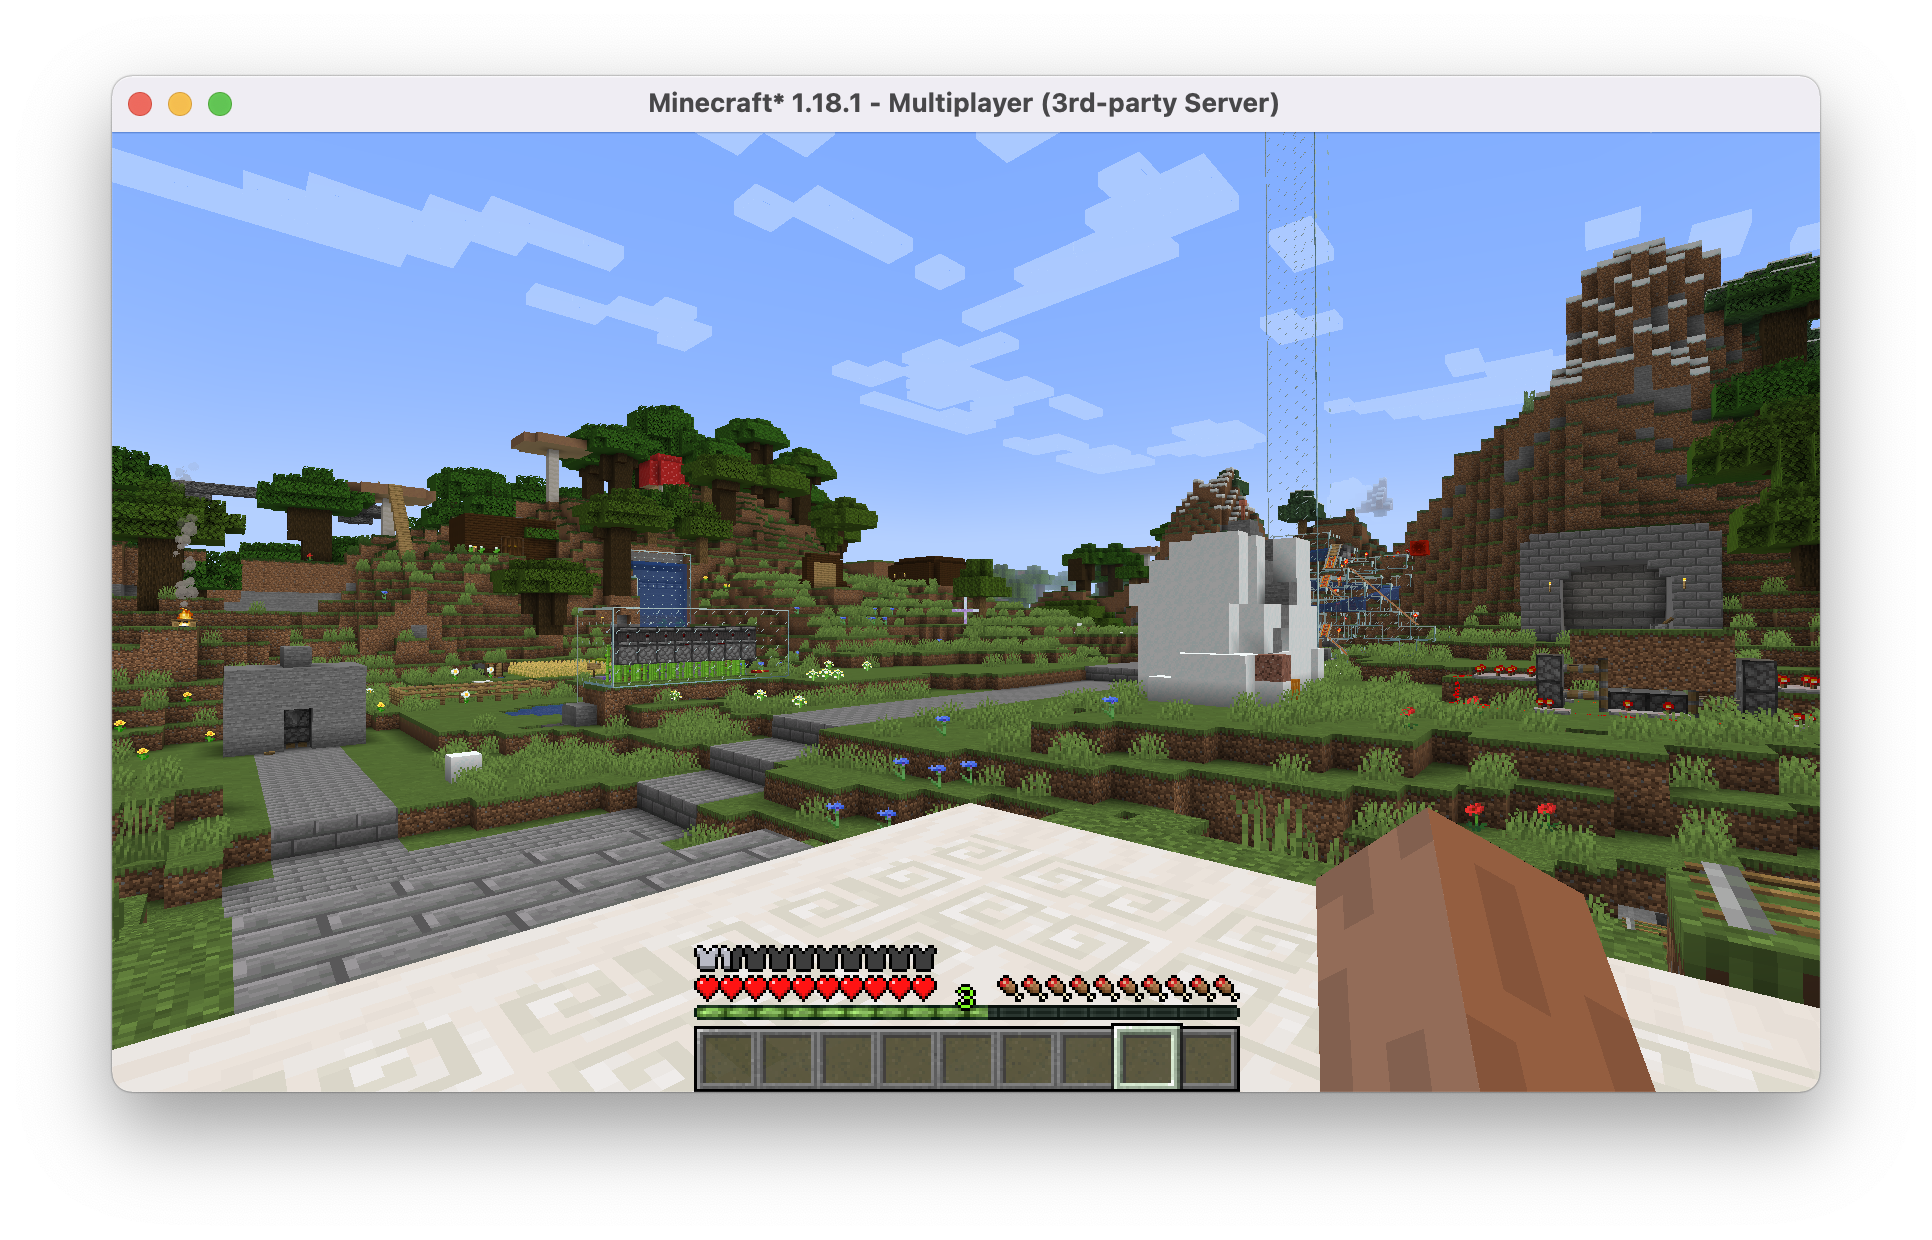 Minecraft* 1.18.1 - Multiplayer (3rd-party Server)
3